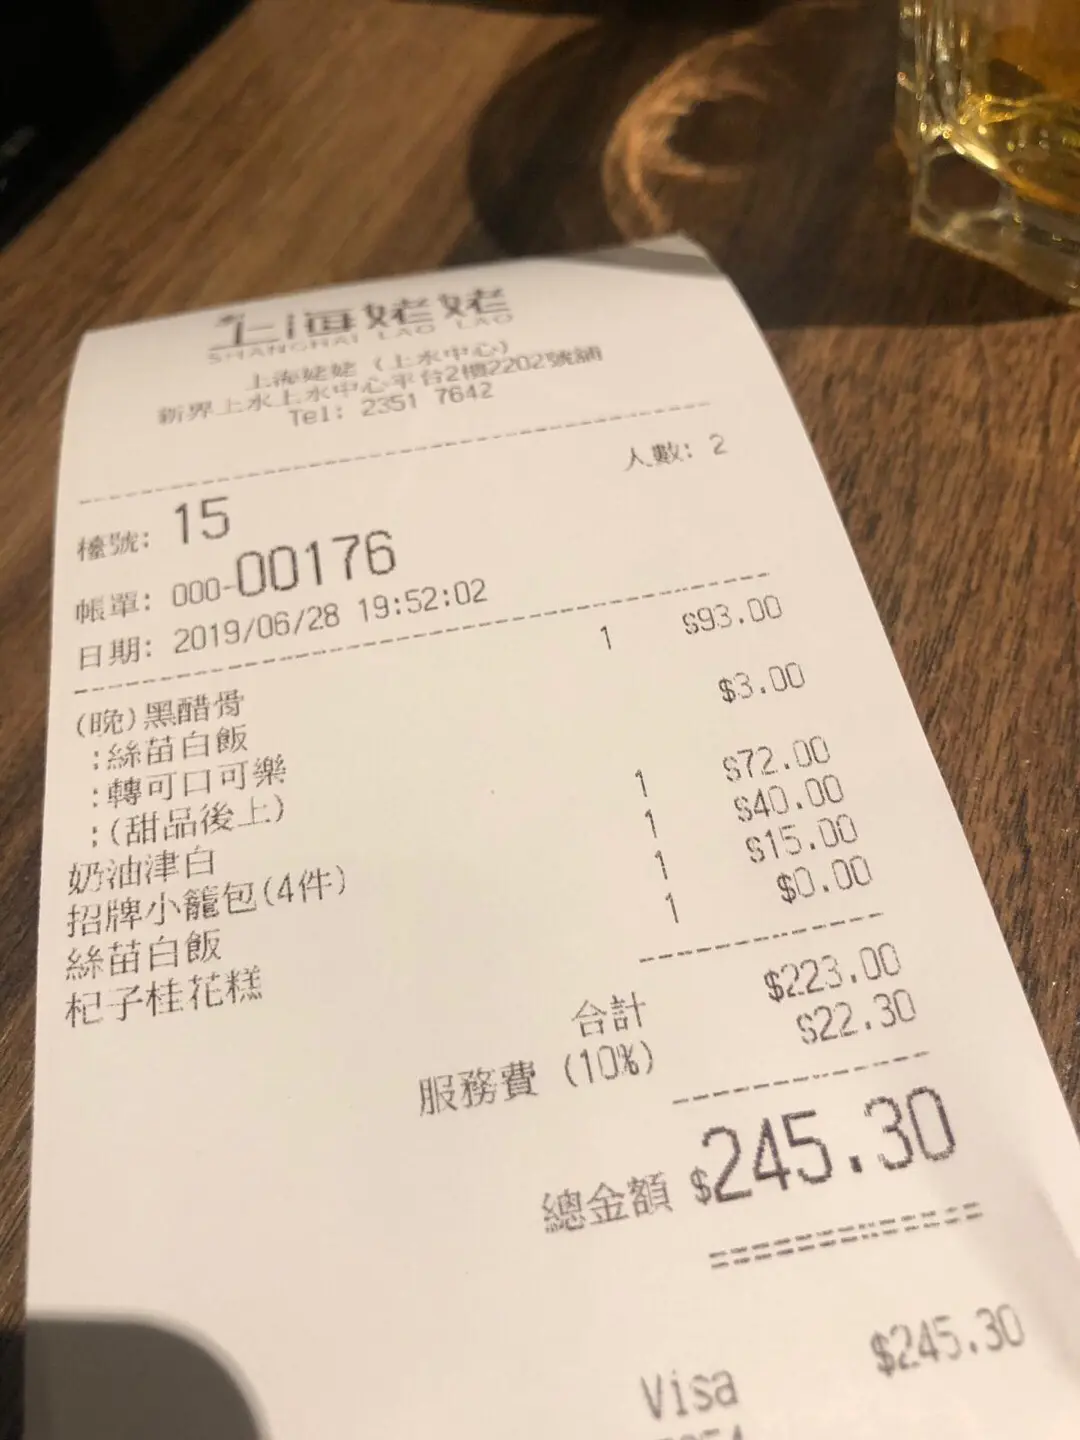 上海姥姥
SHANGHAI LAO LAO
上海姥姥 (上水中心)
新界上水上水中心平台2樓2202號舖
Tel: 2351 7642
人數: 2
檯號: 15
帳單: 000-00176
日期: 2019/06/28 19:52:02
(晚)黑醋骨 1 $93.00
:絲苗白飯
:轉可口可樂 $3.00
:(甜品後上)
奶油津白 1 $72.00
招牌小籠包(4件) 1 $40.00
絲苗白飯 1 $15.00
杞子桂花糕 1 $0.00
合計 $223.00
服務費 (10%) $22.30
總金額 $245.30
Visa $245.30